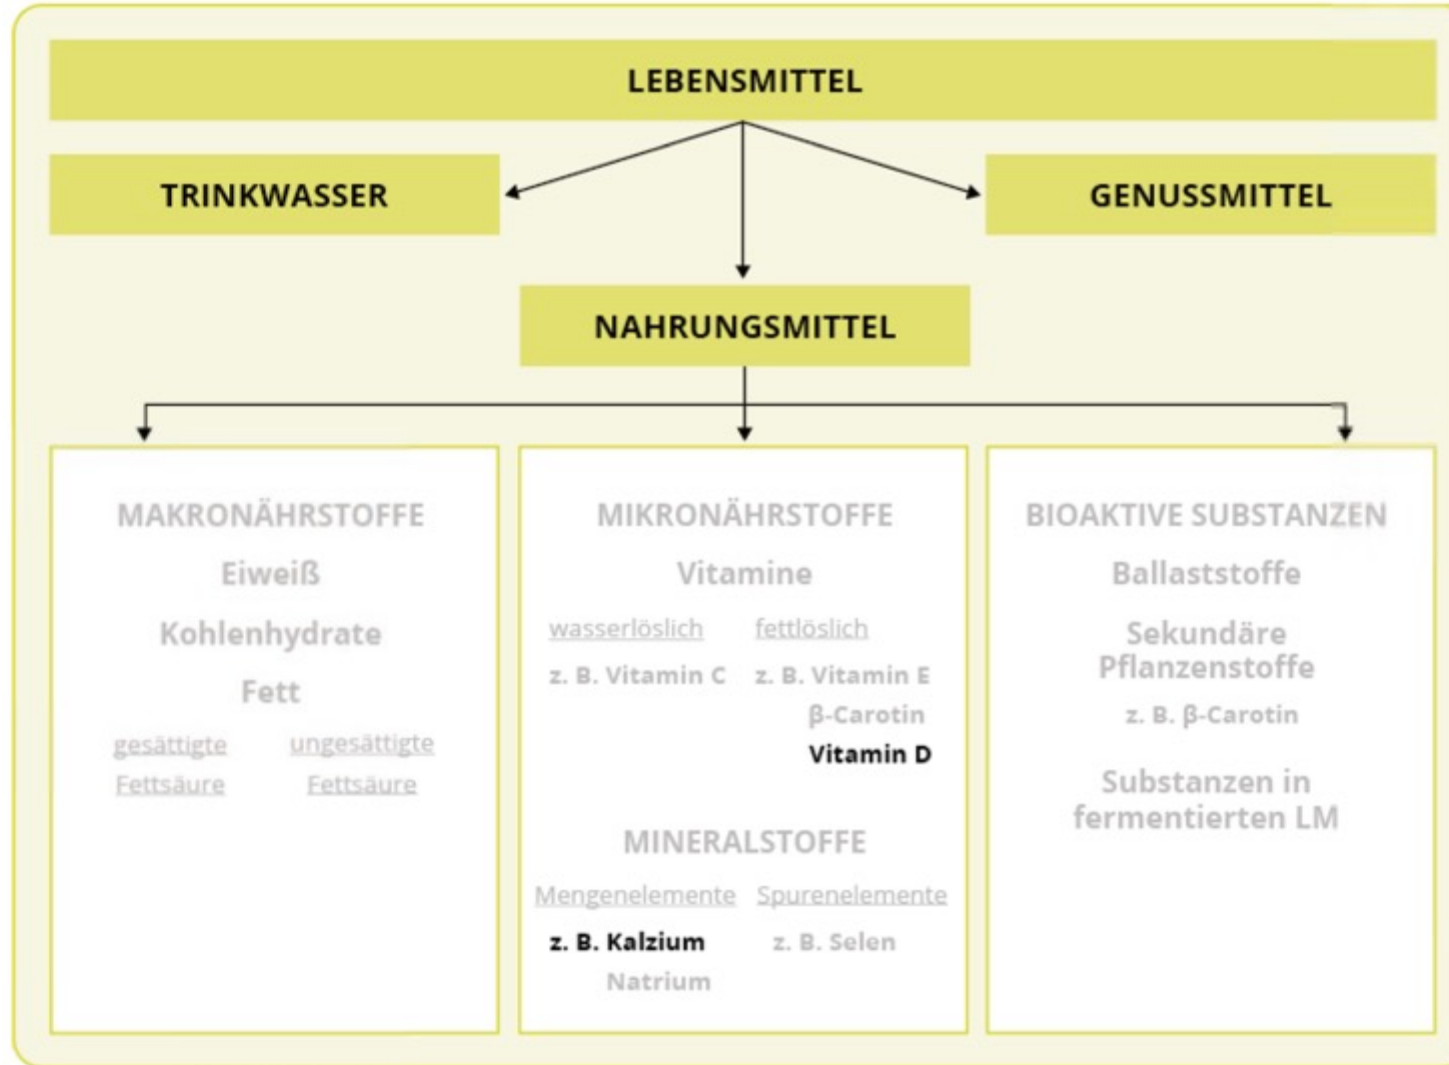 LEBENSMITTEL
TRINKWASSER
GENUSSMITTEL
NAHRUNGSMITTEL
MAKRONÄHRSTOFFE
Eiweiß
Kohlenhydrate
Fett
gesättigte ungesättigte
Fettsäure Fettsäure
MIKRONÄHRSTOFFE
Vitamine
wasserlöslich fettlöslich
z. B. Vitamin C z. B. Vitamin E
β-Carotin
Vitamin D
MINERALSTOFFE
Mengenelemente Spurenelemente
z. B. Kalzium z. B. Selen
Natrium
BIOAKTIVE SUBSTANZEN
Ballaststoffe
Sekundäre
Pflanzenstoffe
z. B. β-Carotin
Substanzen in
fermentierten LM